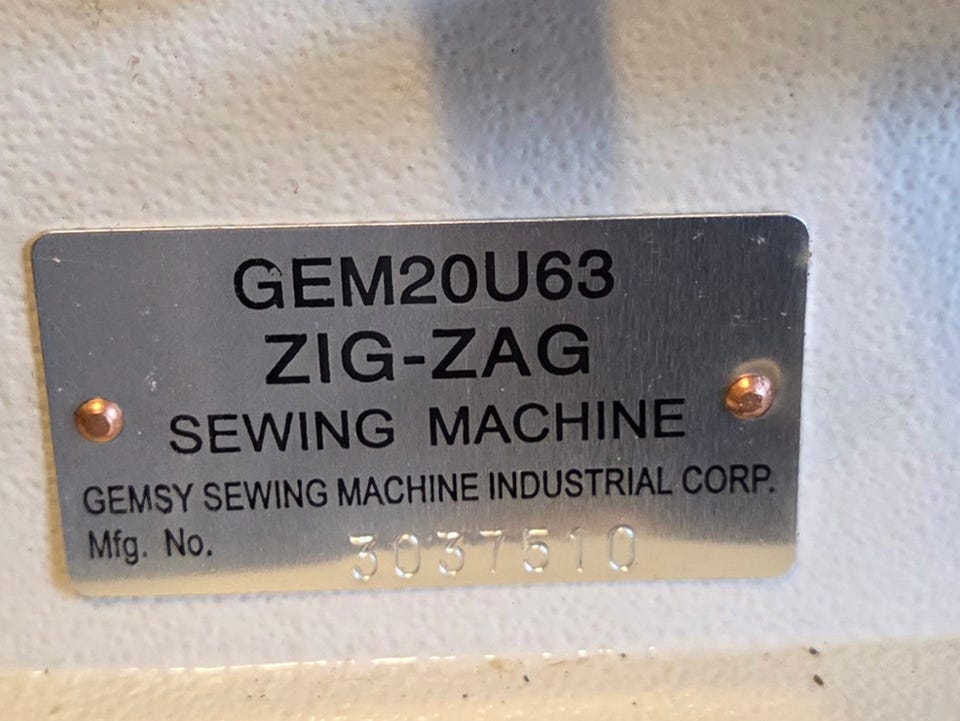 GEM20U63
ZIG-ZAG
SEWING MACHINE
GEMSY SEWING MACHINE INDUSTRIAL CORP.
Mfg. No. 3037510